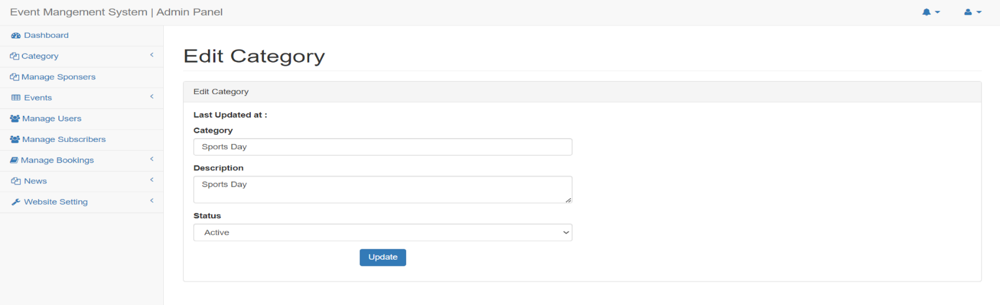 Event Mangement System | Admin Panel
Dashboard
Category
Manage Sponsers
Events
Manage Users
Manage Subscribers
Manage Bookings
News
Website Setting
Edit Category
Edit Category
Last Updated at :
Category
Sports Day
Description
Sports Day
Status
Active
Update